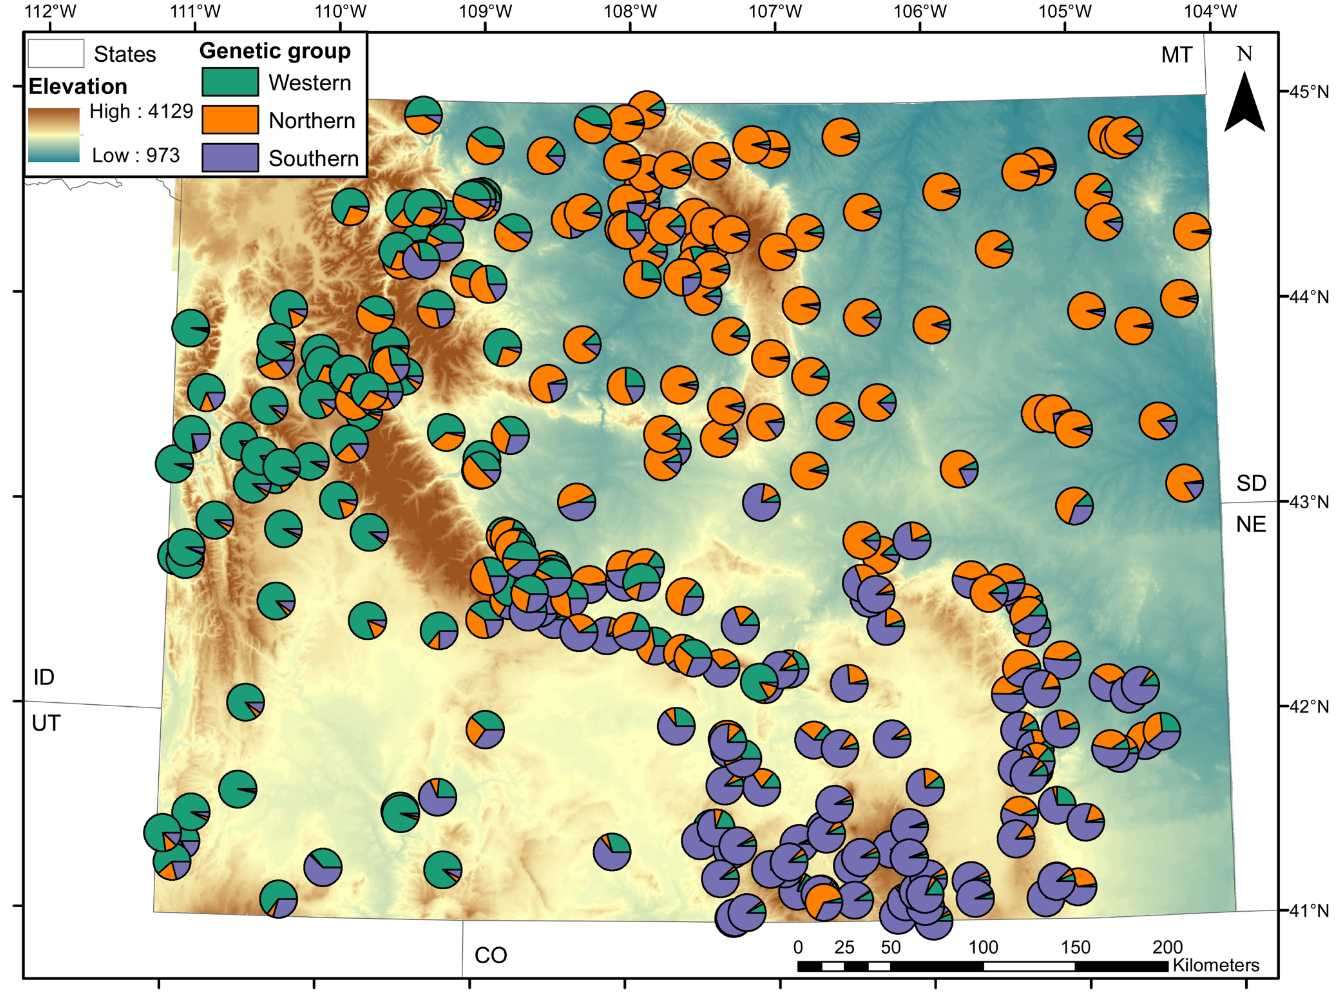 112°W 111°W 110°W 109°W 108°W 107°W 106°W 105°W 104°W
States
Genetic group
Elevation
Western
High : 4129
Northern
Low : 973
Southern
MT
N
45°N
44°N
43°N
42°N
41°N
SD
NE
ID
UT
CO
0 25 50 100 150 200
Kilometers